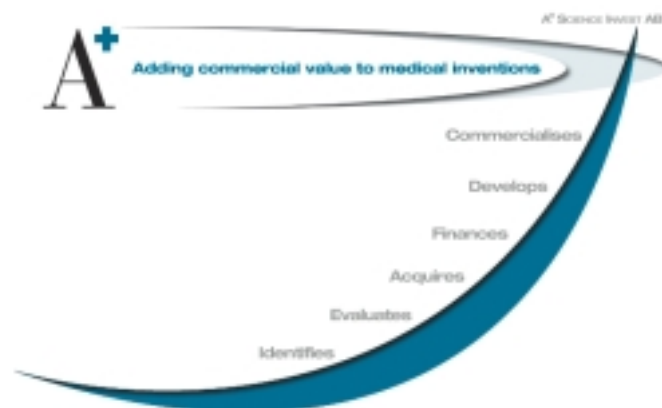 A+ SCIENCE INVEST AB
A+
Adding commercial value to medical inventions
Commercialises
Develops
Finances
Acquires
Evaluates
Identifies